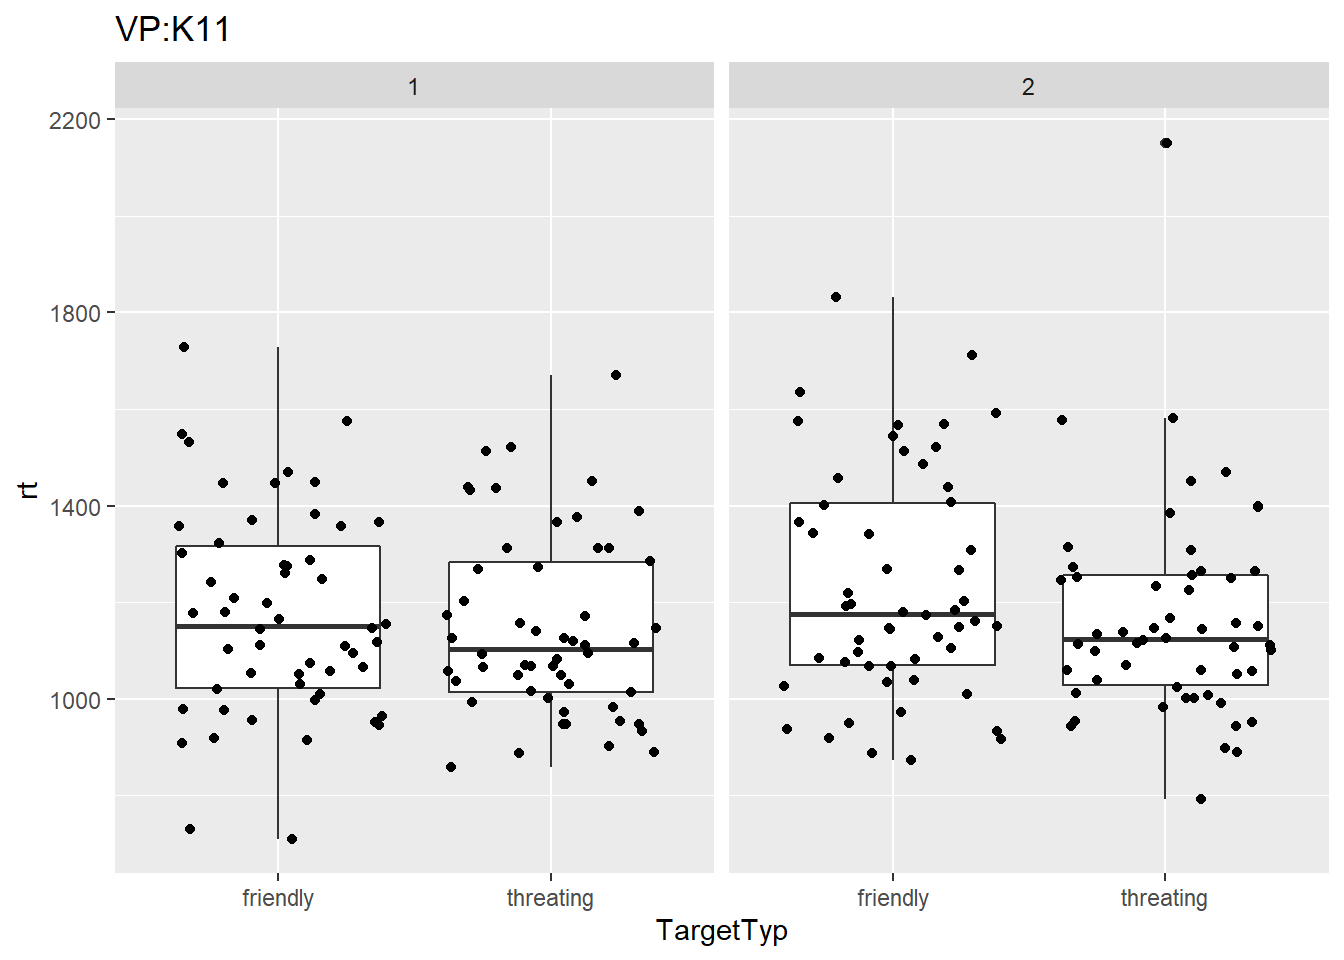 VP:K11
1 2
2200
1800
1400
1000
rt
friendly threating friendly threating
TargetTyp